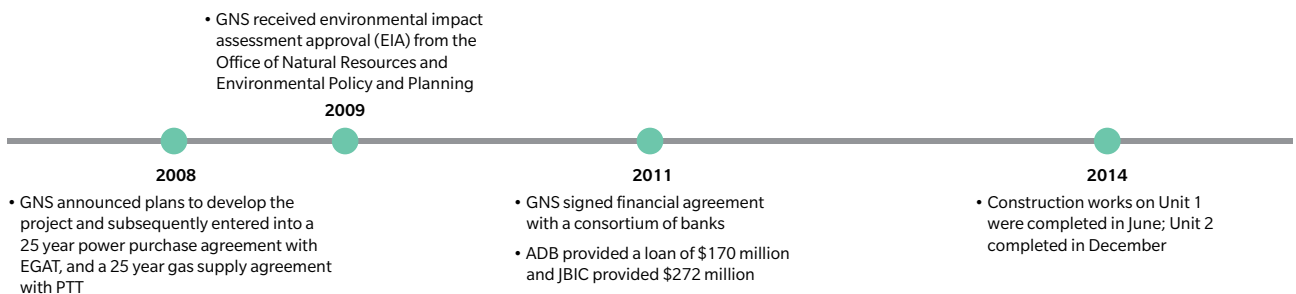 • GNS received environmental impact
assessment approval (EIA) from the
Office of Natural Resources and
Environmental Policy and Planning
2009
2008
• GNS announced plans to develop the
project and subsequently entered into a
25 year power purchase agreement with
EGAT, and a 25 year gas supply agreement
with PTT
2011
• GNS signed financial agreement
with a consortium of banks
• ADB provided a loan of $170 million
and JBIC provided $272 million
2014
• Construction works on Unit 1
were completed in June; Unit 2
completed in December